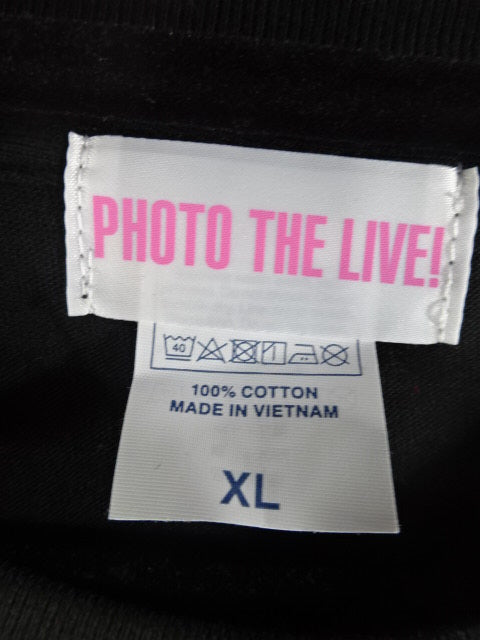 PHOTO THE LIVE!
40
100% COTTON
MADE IN VIETNAM
XL